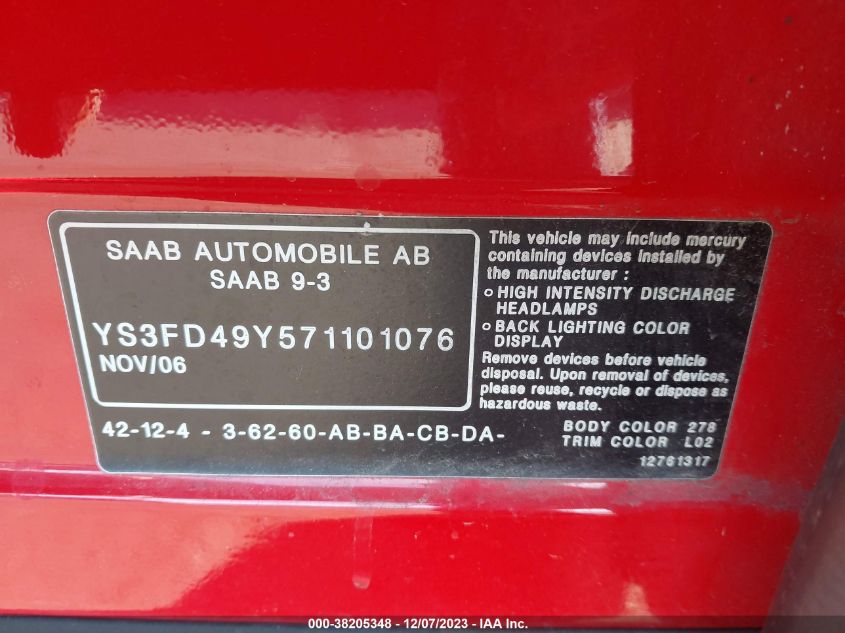 SAAB AUTOMOBILE AB
SAAB 9-3
YS3FD49Y571101076
NOV/06
42-12-4 - 3-62-60-AB-BA-CB-DA-
This vehicle may include mercury
containing devices installed by
the manufacturer :
o HIGH INTENSITY DISCHARGE
HEADLAMPS
o BACK LIGHTING COLOR
DISPLAY
Remove devices before vehicle
disposal. Upon removal of devices,
please reuse, recycle or dispose as
hazardous waste.
BODY COLOR 278
TRIM COLOR L02
12761317
000-38205348 - 12/07/2023 - IAA Inc.